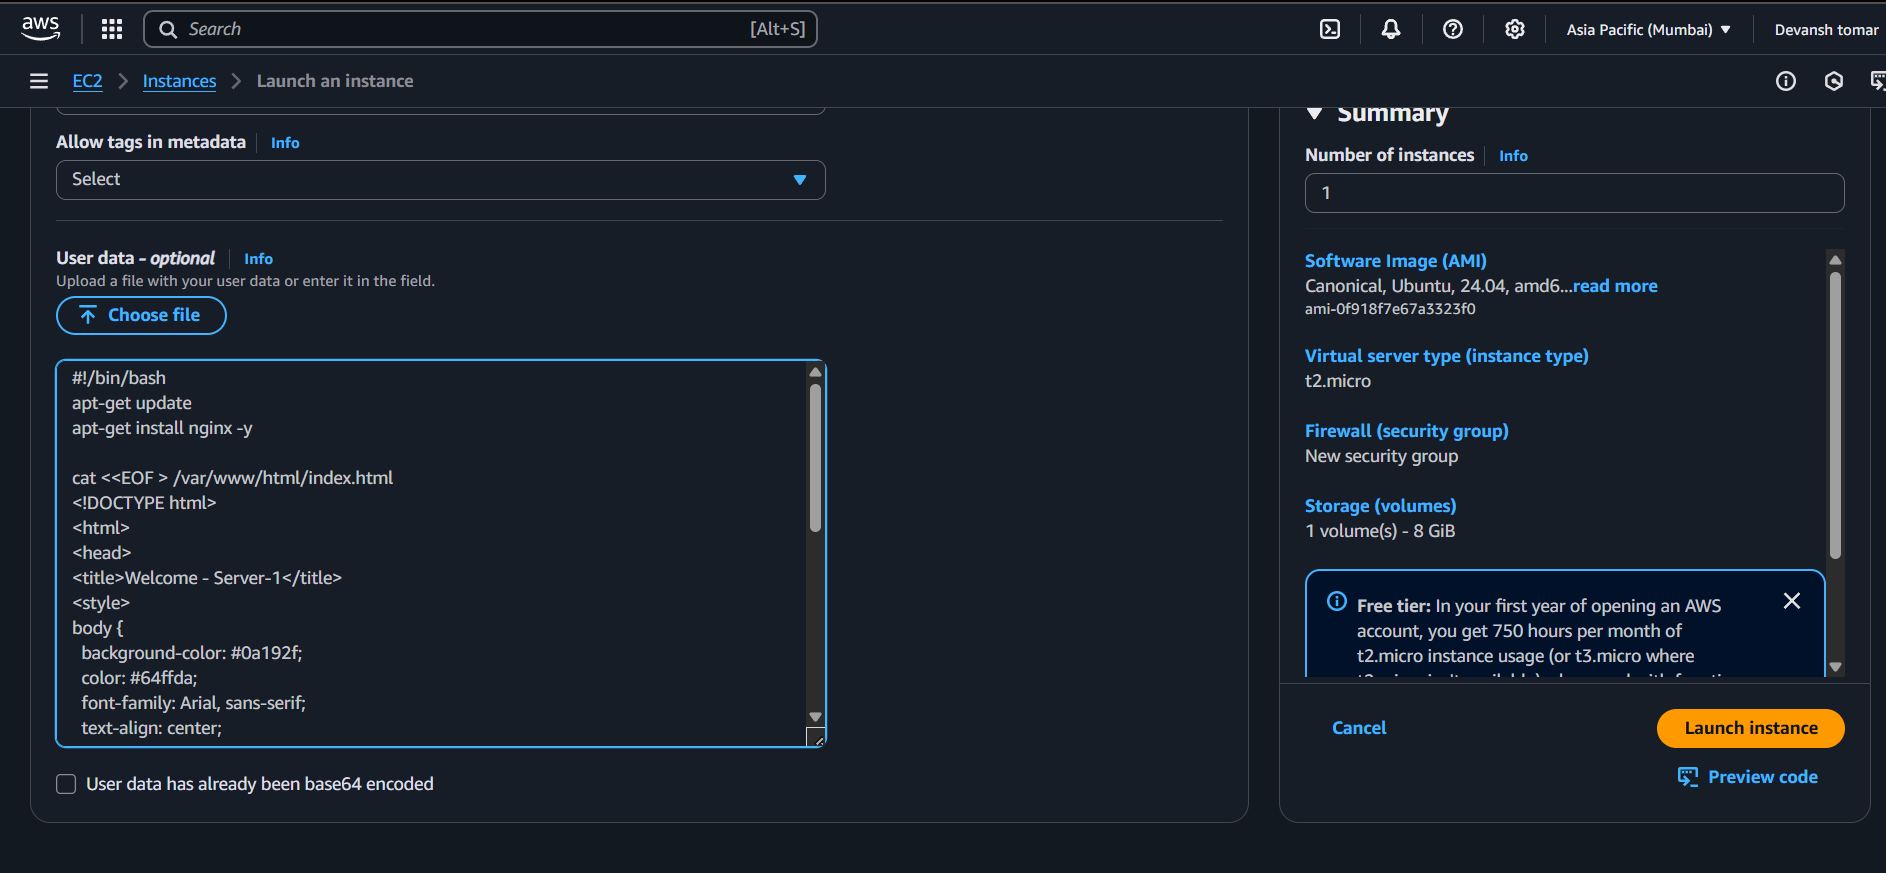 aws
Search
[Alt+S]
Asia Pacific (Mumbai)
Devansh tomar
EC2
Instances
Launch an instance
Allow tags in metadata
Info
Select
User data - optional
Info
Upload a file with your user data or enter it in the field.
Choose file
#!/bin/bash
apt-get update
apt-get install nginx -y
cat <<EOF > /var/www/html/index.html
<!DOCTYPE html>
<html>
<head>
<title>Welcome - Server-1</title>
<style>
body {
background-color: #0a192f;
color: #64ffda;
font-family: Arial, sans-serif;
text-align: center;
User data has already been base64 encoded
Summary
Number of instances
Info
1
Software Image (AMI)
Canonical, Ubuntu, 24.04, amd6...read more
ami-0f918f7e67a3323f0
Virtual server type (instance type)
t2.micro
Firewall (security group)
New security group
Storage (volumes)
1 volume(s) - 8 GiB
Free tier: In your first year of opening an AWS
account, you get 750 hours per month of
t2.micro instance usage (or t3.micro where
Cancel
Launch instance
Preview code